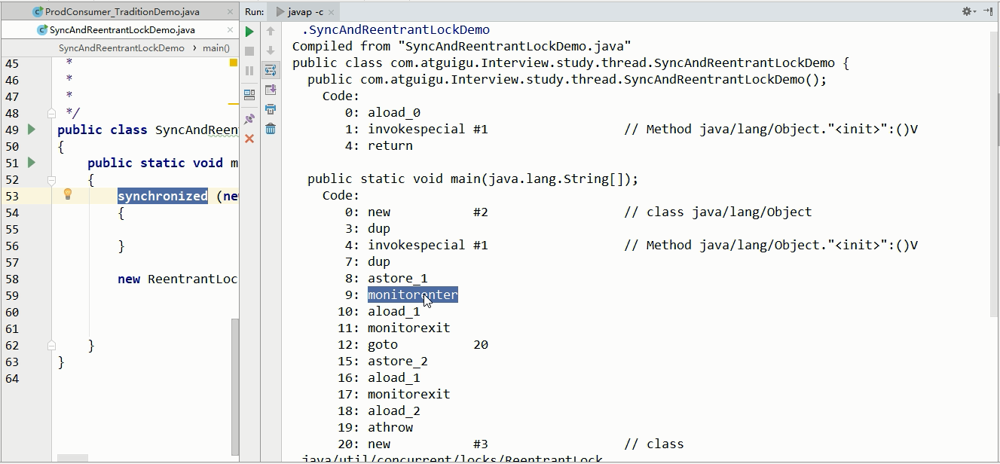 ProdConsumer_TraditionDemo.java
SyncAndReentrantLockDemo.java
SyncAndReentrantLockDemo › main()
45 *
46 *
47 *
48 */
49 public class SyncAndReen
50 {
51 public static void m
52 {
53 synchronized (new
54 {
55
56 }
57
58 new ReentrantLoc
59
60
61
62 }
63 }
64
Run: javap -c
.SyncAndReentrantLockDemo
Compiled from "SyncAndReentrantLockDemo.java"
public class com.atguigu.Interview.study.thread.SyncAndReentrantLockDemo {
public com.atguigu.Interview.study.thread.SyncAndReentrantLockDemo();
Code:
0: aload_0
1: invokespecial #1 // Method java/lang/Object."<init>":()V
4: return
public static void main(java.lang.String[]);
Code:
0: new #2 // class java/lang/Object
3: dup
4: invokespecial #1 // Method java/lang/Object."<init>":()V
7: dup
8: astore_1
9: monitorenter
10: aload_1
11: monitorexit
12: goto 20
15: astore_2
16: aload_1
17: monitorexit
18: aload_2
19: athrow
20: new #3 // class
java/util/concurrent/locks/ReentrantLock